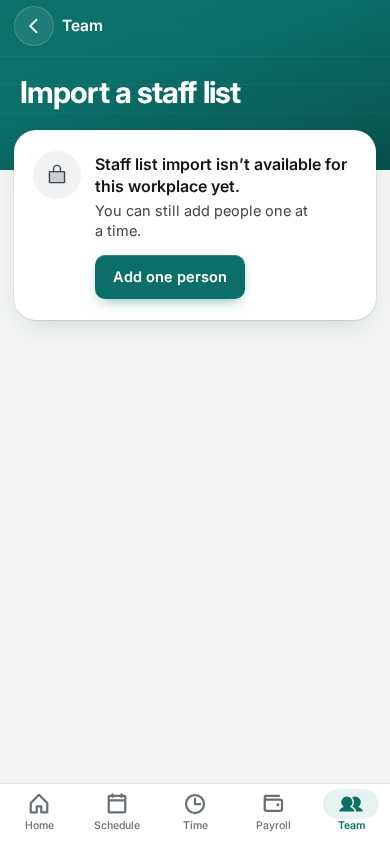 Team
Import a staff list
Staff list import isn’t available for
this workplace yet.
You can still add people one at
a time.
Add one person
Home
Schedule
Time
Payroll
Team